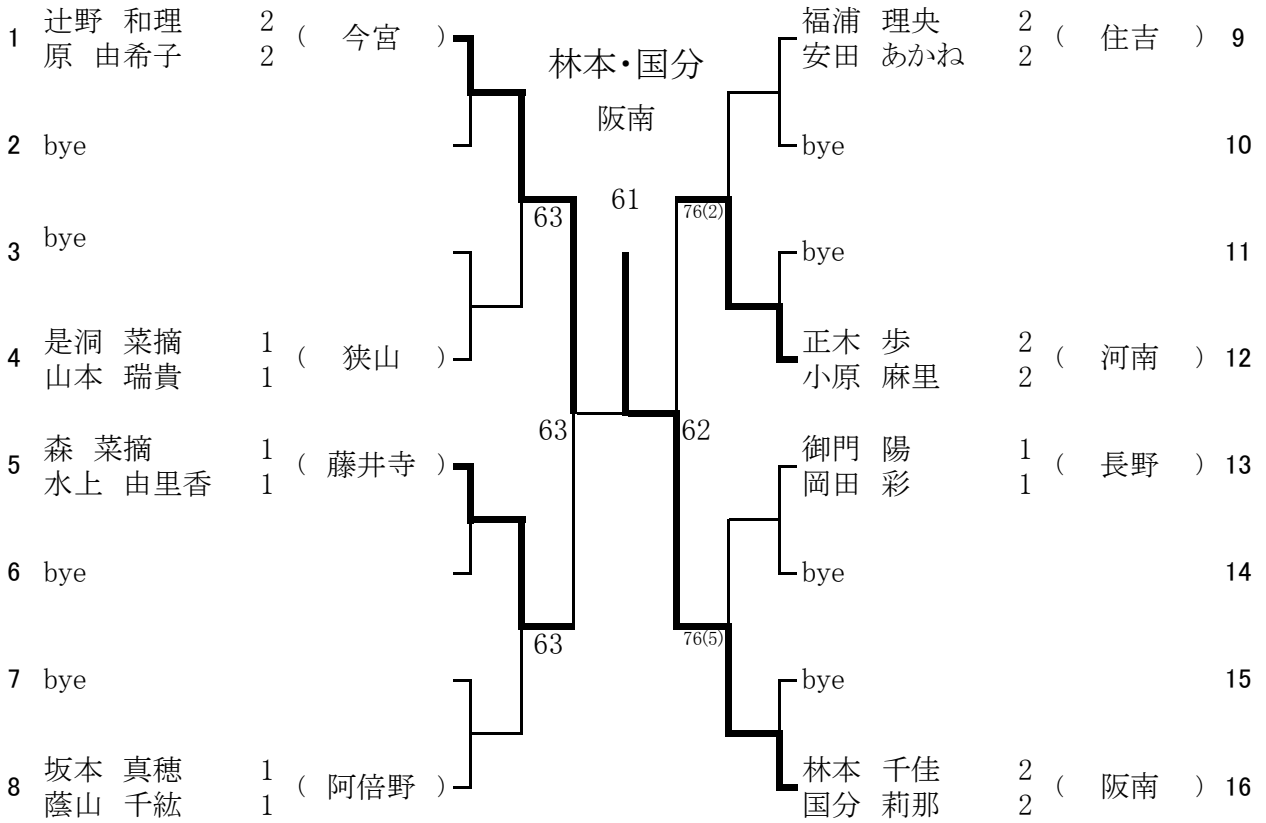 1 辻野 和理 2 ( 今宮 )
原 由希子 2
2 bye
3 bye
4 是洞 菜摘 1 ( 狭山 )
山本 瑞貴 1
5 森 菜摘 1 ( 藤井寺 )
水上 由里香 1
6 bye
7 bye
8 坂本 真穂 1 ( 阿倍野 )
蔭山 千紘 1
林本・国分
阪南
61
63
76(2)
63
62
63
76(5)
福浦 理央 2 ( 住吉 ) 9
安田 あかね 2
bye 10
bye 11
正木 歩 2 ( 河南 ) 12
小原 麻里 2
御門 陽 1 ( 長野 ) 13
岡田 彩 1
bye 14
bye 15
林本 千佳 2 ( 阪南 ) 16
国分 莉那 2